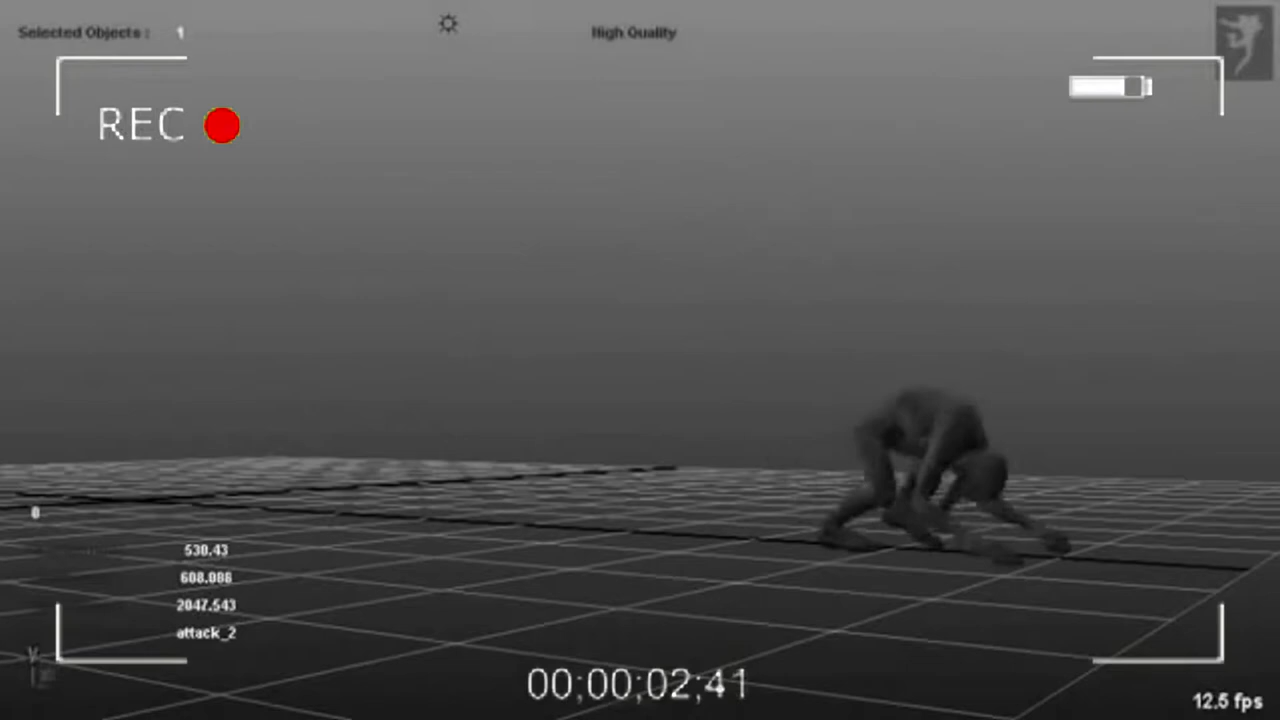 Selected Objects : 1
High Quality
REC
0
530.43
608.086
2047.543
attack_2
Y
00;00;02;41
12.5 fps